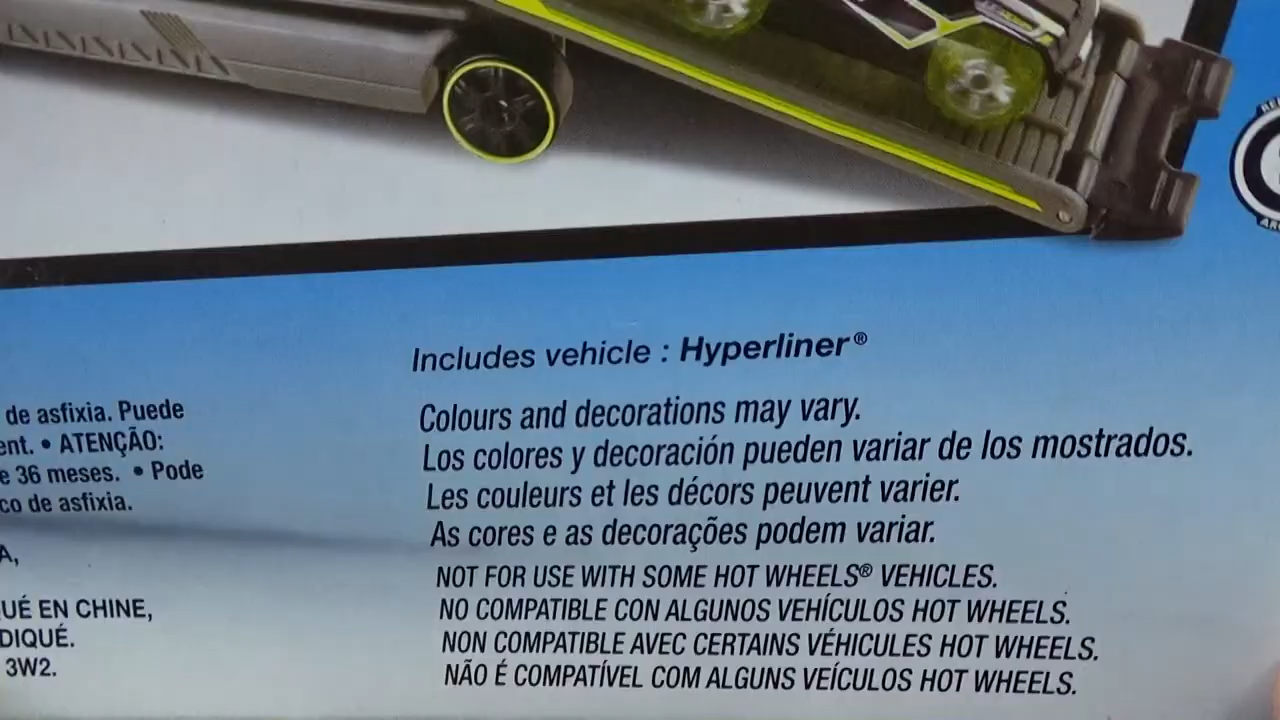 Includes vehicle : Hyperliner®
Colours and decorations may vary.
Los colores y decoración pueden variar de los mostrados.
Les couleurs et les décors peuvent varier.
As cores e as decorações podem variar.
NOT FOR USE WITH SOME HOT WHEELS® VEHICLES.
NO COMPATIBLE CON ALGUNOS VEHÍCULOS HOT WHEELS.
NON COMPATIBLE AVEC CERTAINS VÉHICULES HOT WHEELS.
NÃO É COMPATÍVEL COM ALGUNS VEÍCULOS HOT WHEELS.
de asfixia. Puede
ent. • ATENÇÃO:
e 36 meses. • Pode
co de asfixia.
A,
UÉ EN CHINE,
DIQUÉ.
3W2.